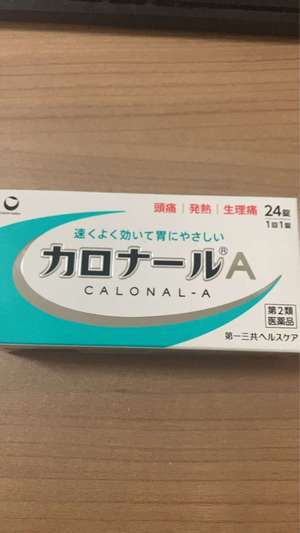 頭痛｜発熱｜生理痛 24錠
1回1錠
速くよく効いて胃にやさしい
カロナール®A
CALONAL-A
第2類
医薬品
第一三共ヘルスケア